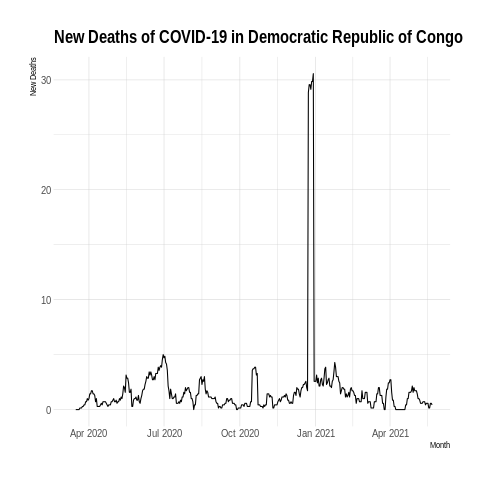 New Deaths of COVID-19 in Democratic Republic of Congo
New Deaths
30
20
10
0
Apr 2020 Jul 2020 Oct 2020 Jan 2021 Apr 2021
Month